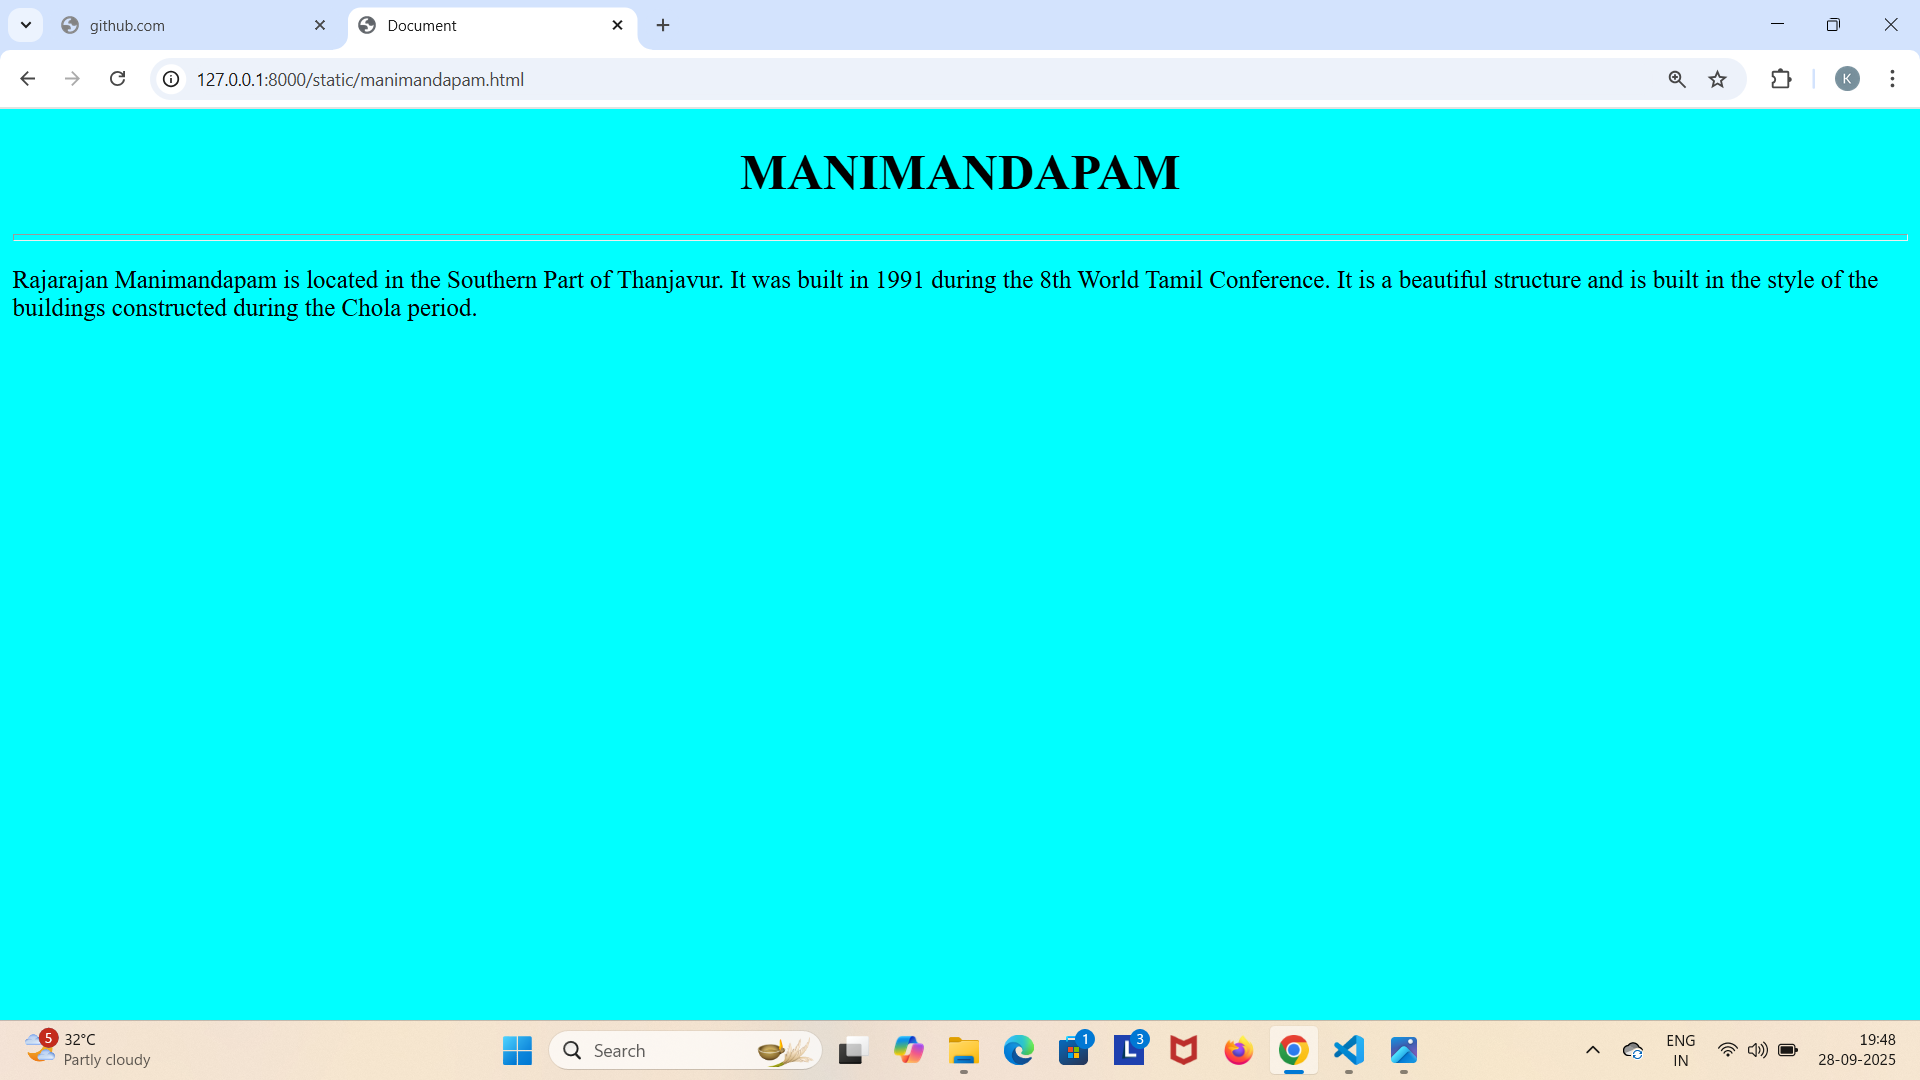 github.com
Document
127.0.0.1:8000/static/manimandapam.html
K
MANIMANDAPAM
Rajarajan Manimandapam is located in the Southern Part of Thanjavur. It was built in 1991 during the 8th World Tamil Conference. It is a beautiful structure and is built in the style of the
buildings constructed during the Chola period.
5
32°C
Partly cloudy
Search
1
L
3
ENG
IN
19:48
28-09-2025